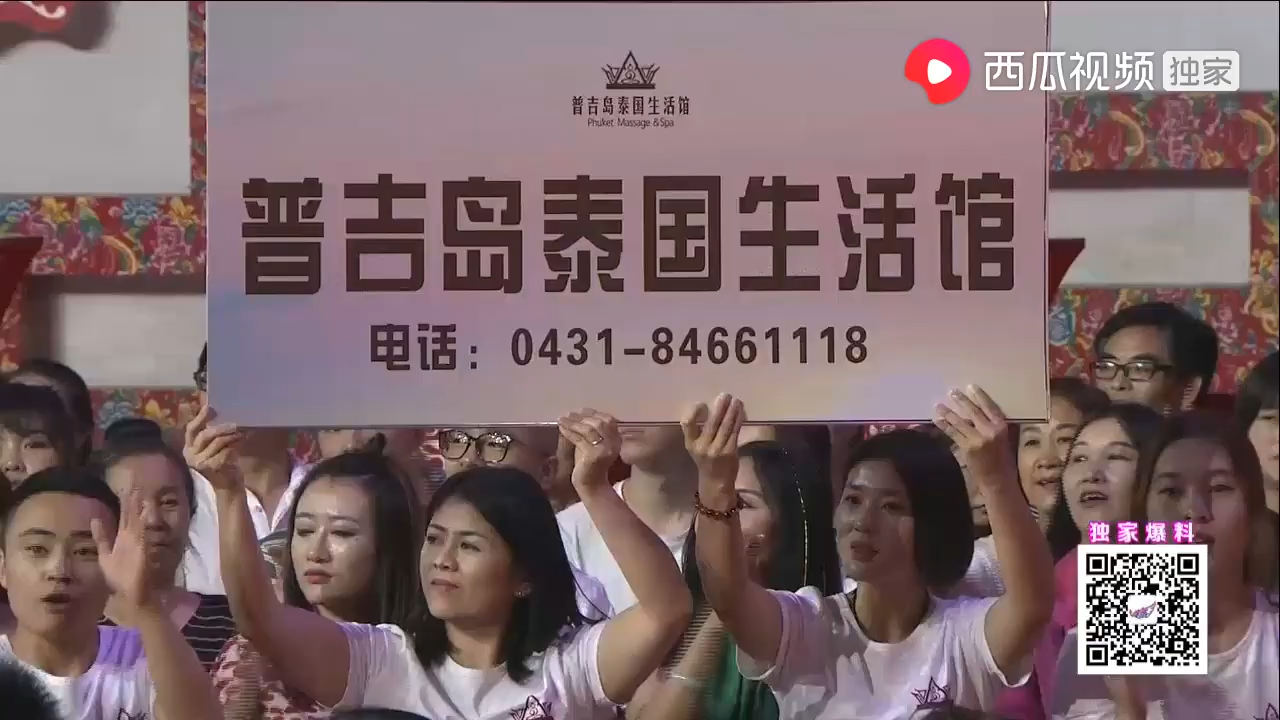 西瓜视频 独家
普吉岛泰国生活馆
Phuket Massage & Spa
普吉岛泰国生活馆
电话：0431-84661118
独家爆料